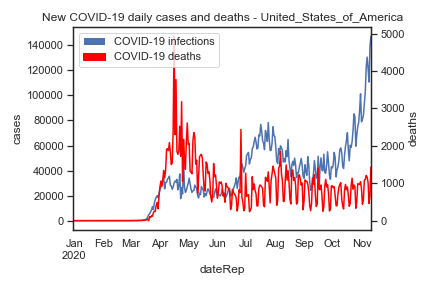 New COVID-19 daily cases and deaths - United_States_of_America
COVID-19 infections
COVID-19 deaths
140000
120000
100000
80000
60000
40000
20000
0
cases
5000
4000
3000
2000
1000
0
deaths
Jan Feb Mar Apr May Jun Jul Aug Sep Oct Nov
2020
dateRep